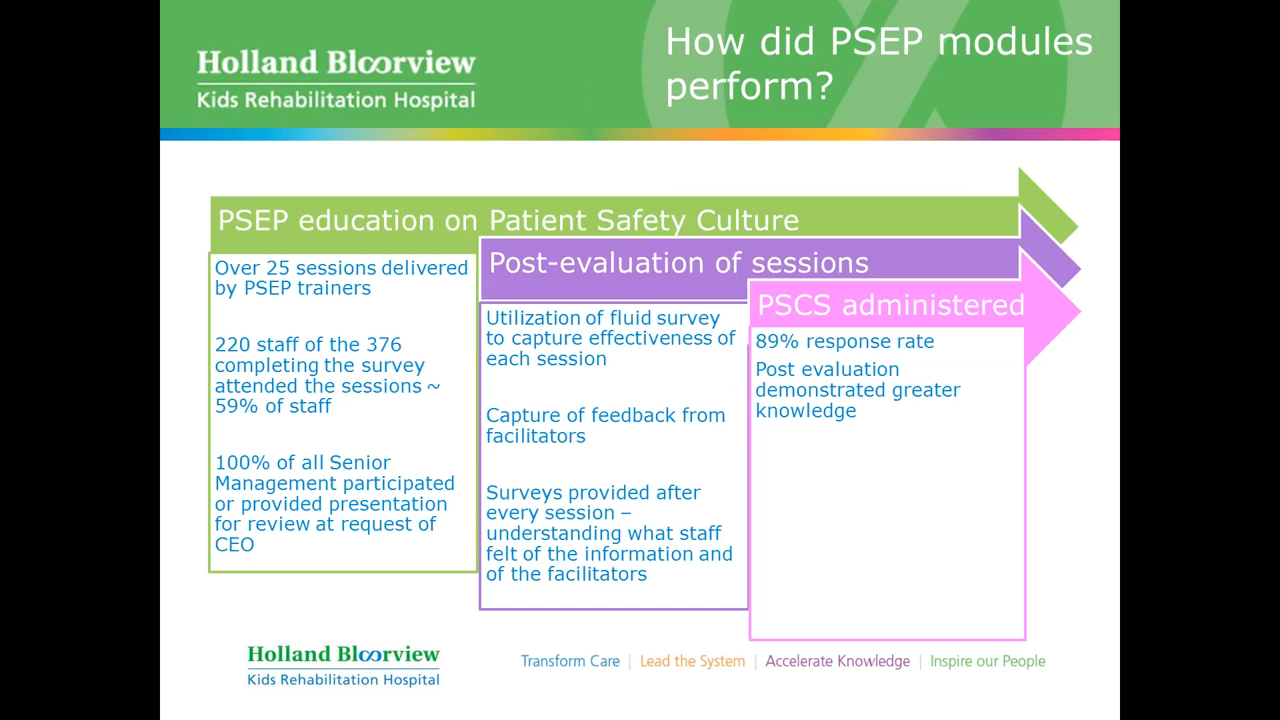 Holland Bloorview
Kids Rehabilitation Hospital
How did PSEP modules
perform?
PSEP education on Patient Safety Culture
Over 25 sessions delivered
by PSEP trainers
220 staff of the 376
completing the survey
attended the sessions ~
59% of staff
100% of all Senior
Management participated
or provided presentation
for review at request of
CEO
Post-evaluation of sessions
Utilization of fluid survey
to capture effectiveness of
each session
Capture of feedback from
facilitators
Surveys provided after
every session –
understanding what staff
felt of the information and
of the facilitators
PSCS administered
89% response rate
Post evaluation
demonstrated greater
knowledge
Holland Bloorview
Kids Rehabilitation Hospital
Transform Care | Lead the System | Accelerate Knowledge | Inspire our People